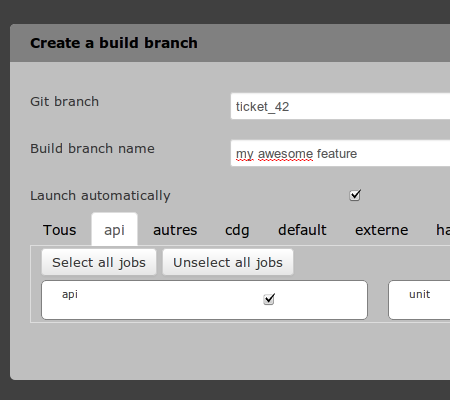 Create a build branch
Git branch
ticket_42
Build branch name
my awesome feature
Launch automatically
Tous api autres cdg default externe
Select all jobs Unselect all jobs
api unit